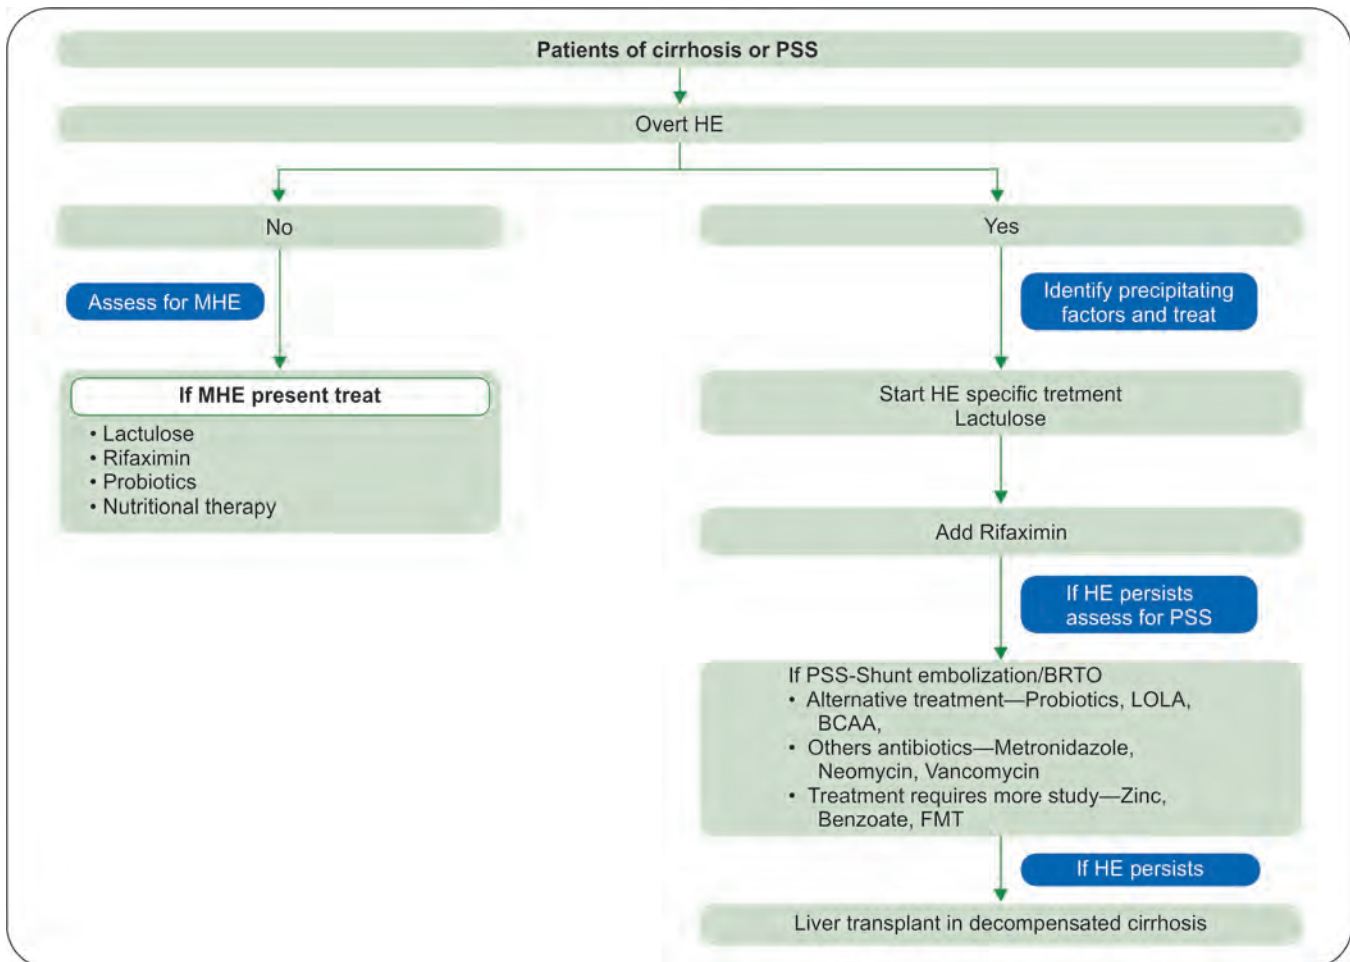 Patients of cirrhosis or PSS
Overt HE
No
Assess for MHE
If MHE present treat
• Lactulose
• Rifaximin
• Probiotics
• Nutritional therapy
Yes
Identify precipitating
factors and treat
Start HE specific tretment
Lactulose
Add Rifaximin
If HE persists
assess for PSS
If PSS-Shunt embolization/BRTO
• Alternative treatment—Probiotics, LOLA,
BCAA,
• Others antibiotics—Metronidazole,
Neomycin, Vancomycin
• Treatment requires more study—Zinc,
Benzoate, FMT
If HE persists
Liver transplant in decompensated cirrhosis